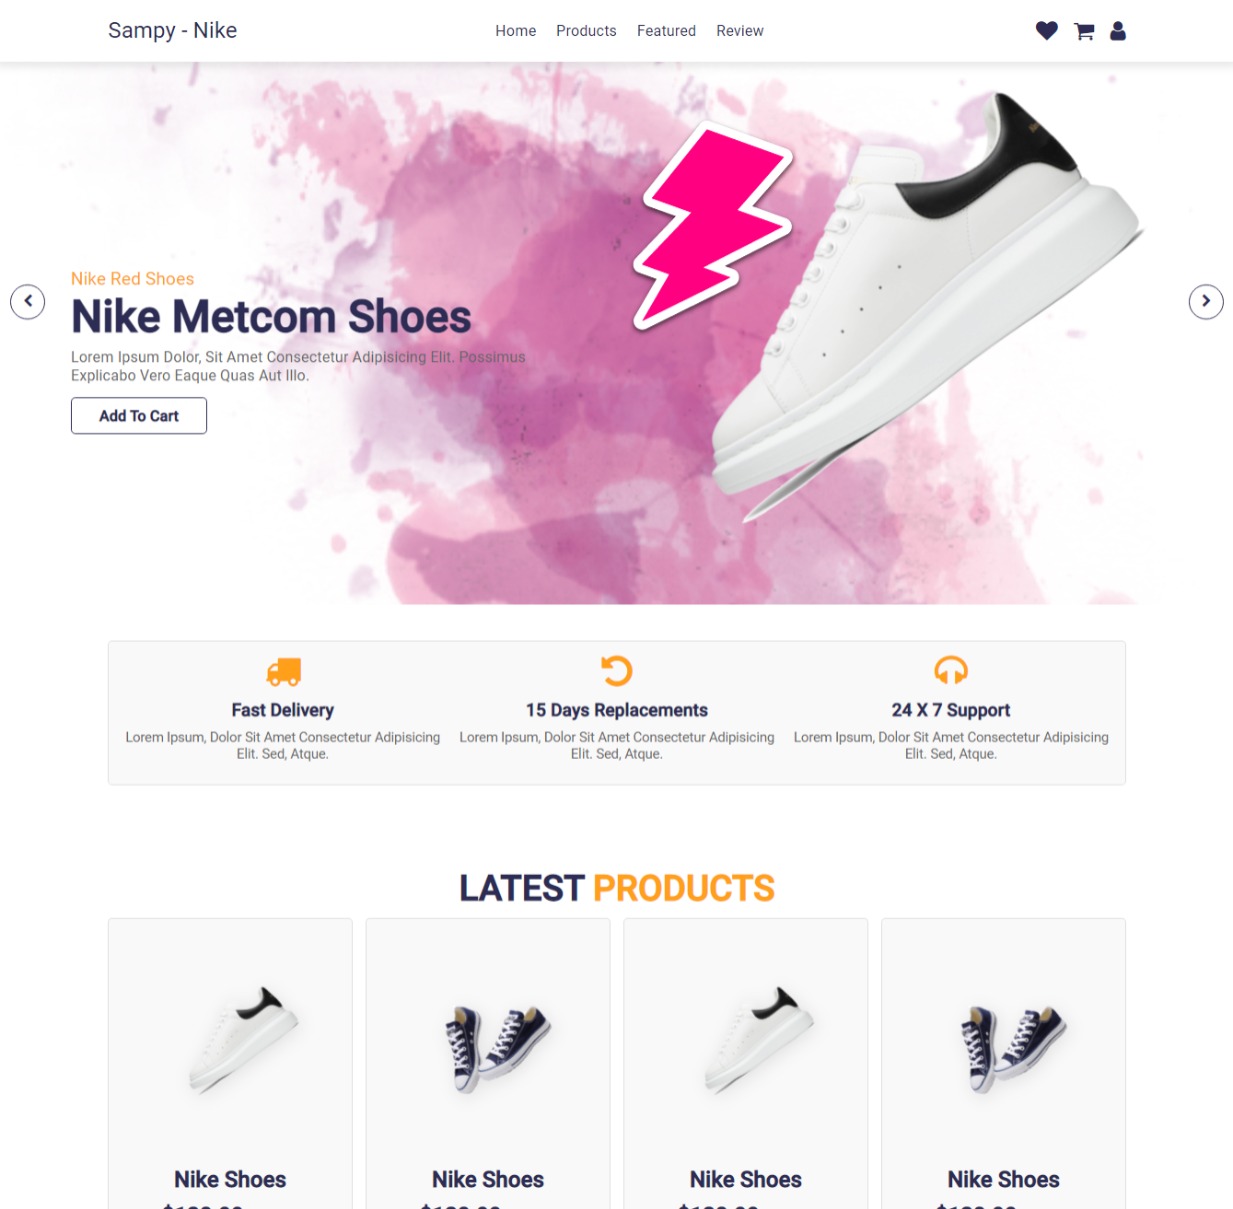 Sampy - Nike
Home Products Featured Review
Nike Red Shoes
Nike Metcom Shoes
Lorem Ipsum Dolor, Sit Amet Consectetur Adipisicing Elit. Possimus
Explicabo Vero Eaque Quas Aut Illo.
Add To Cart
Fast Delivery
Lorem Ipsum, Dolor Sit Amet Consectetur Adipisicing
Elit. Sed, Atque.
15 Days Replacements
Lorem Ipsum, Dolor Sit Amet Consectetur Adipisicing
Elit. Sed, Atque.
24 X 7 Support
Lorem Ipsum, Dolor Sit Amet Consectetur Adipisicing
Elit. Sed, Atque.
LATEST PRODUCTS
Nike Shoes
Nike Shoes
Nike Shoes
Nike Shoes